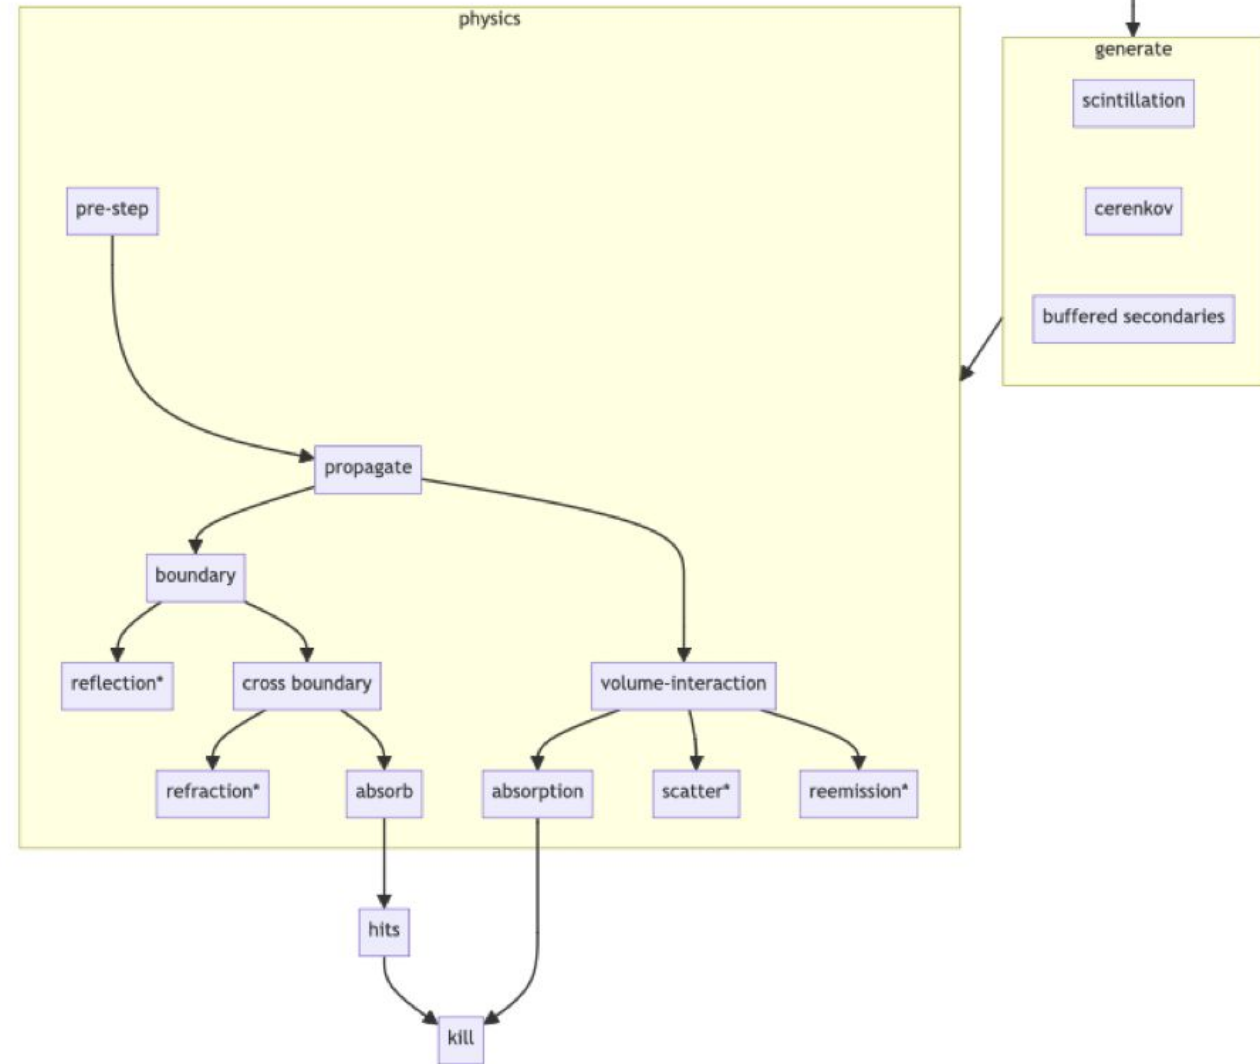 physics
generate
scintillation
pre-step
cerenkov
buffered secondaries
propagate
boundary
reflection*
cross boundary
volume-interaction
refraction*
absorb
absorption
scatter*
reemission*
hits
kill